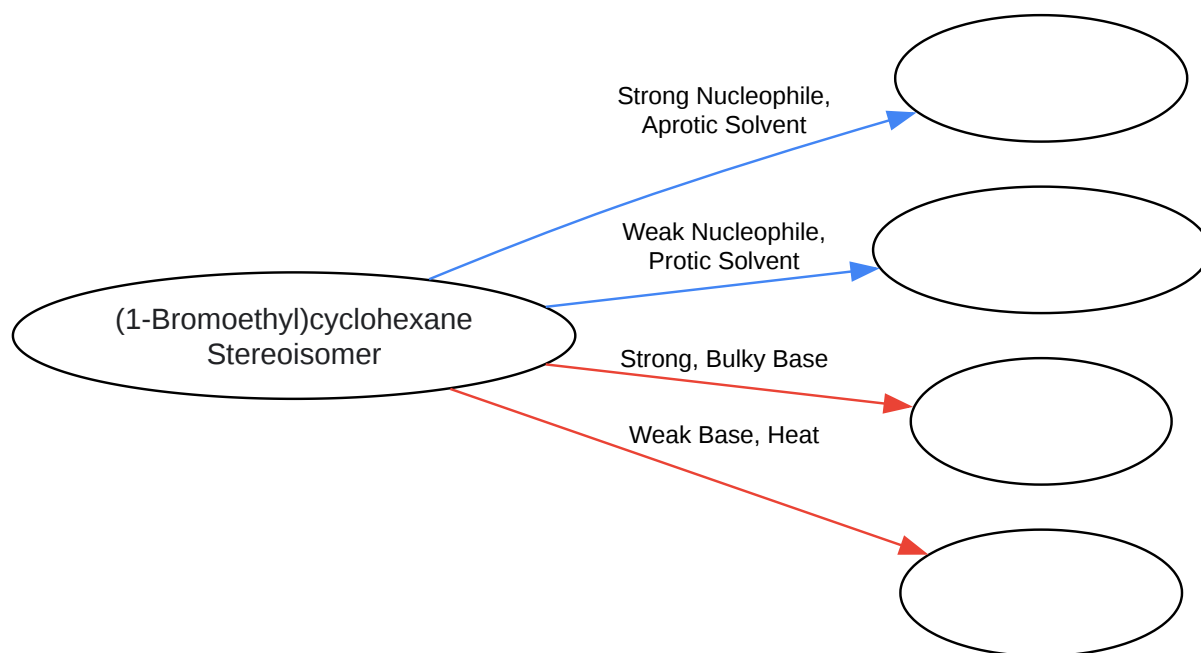 Strong Nucleophile,
Aprotic Solvent
Weak Nucleophile,
Protic Solvent
(1-Bromoethyl)cyclohexane
Stereoisomer
Strong, Bulky Base
Weak Base, Heat